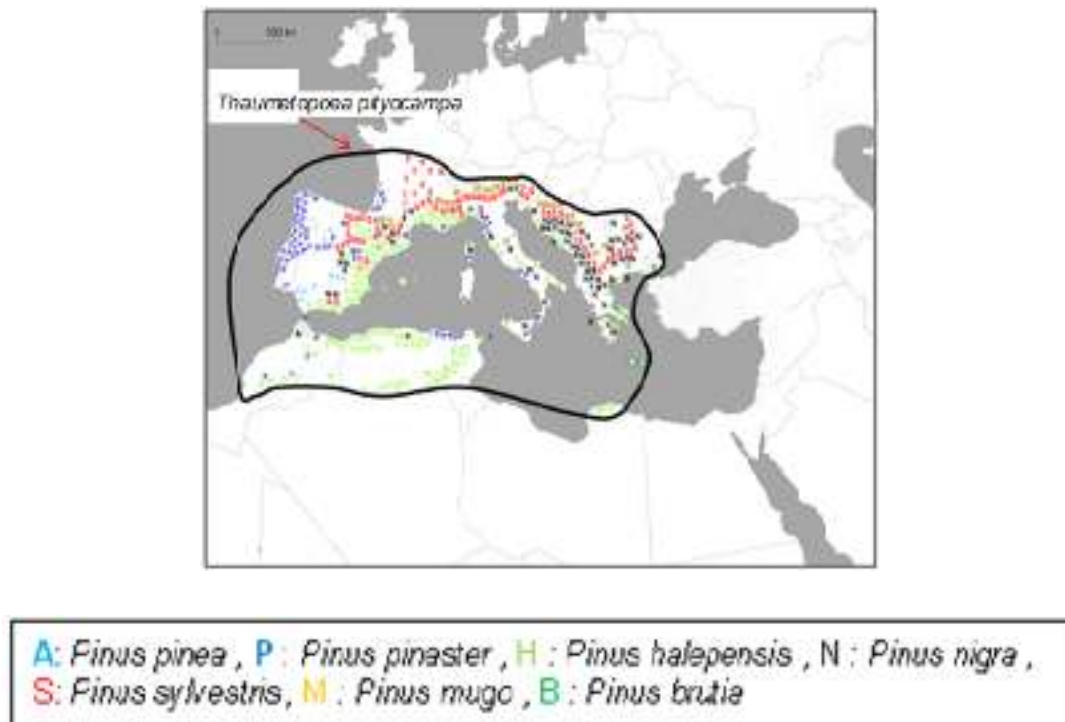 Thaumetopoea pityocampa
A: Pinus pinea , P : Pinus pinaster , H : Pinus halepensis , N : Pinus nigra ,
S: Pinus sylvestris, M : Pinus mugo , B : Pinus brutia